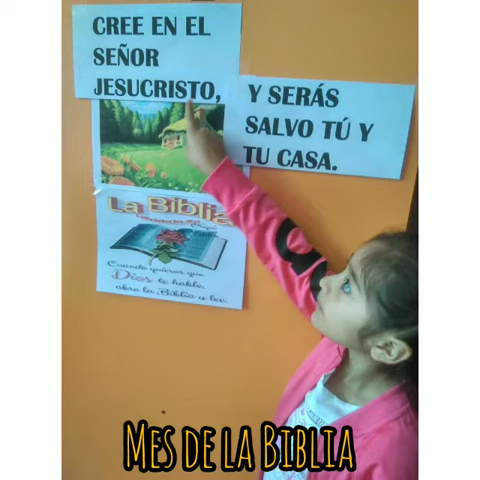 CREE EN EL
SEÑOR
JESUCRISTO,
Y SERÁS
SALVO TÚ Y
TU CASA.
La Biblia
Cuando quieras que
Dios te hable,
abre la Biblia y lee.
MES DE LA BIBLIA